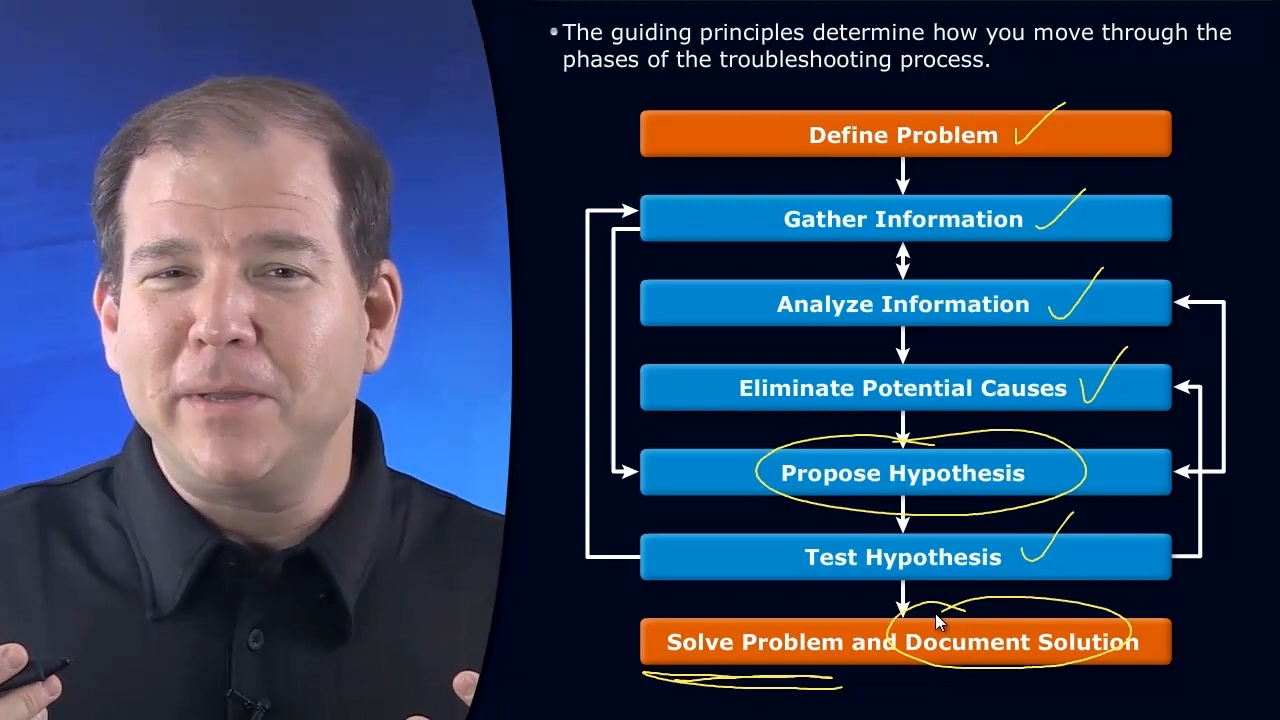 •The guiding principles determine how you move through the
phases of the troubleshooting process.
Define Problem
Gather Information
Analyze Information
Eliminate Potential Causes
Propose Hypothesis
Test Hypothesis
Solve Problem and Document Solution